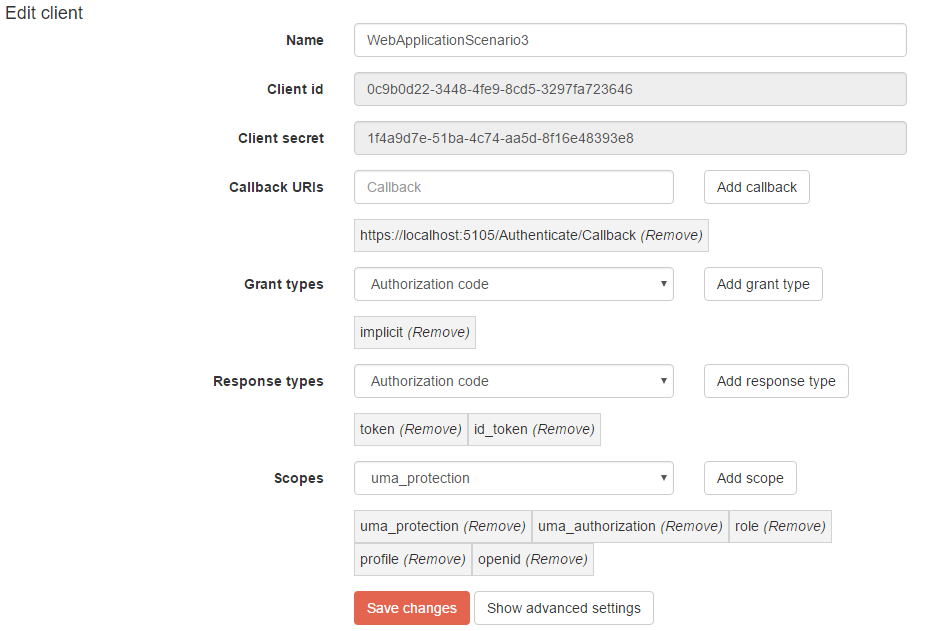 Edit client
Name WebApplicationScenario3
Client id 0c9b0d22-3448-4fe9-8cd5-3297fa723646
Client secret 1f4a9d7e-51ba-4c74-aa5d-8f16e48393e8
Callback URIs Callback Add callback
https://localhost:5105/Authenticate/Callback (Remove)
Grant types Authorization code Add grant type
implicit (Remove)
Response types Authorization code Add response type
token (Remove) id_token (Remove)
Scopes uma_protection Add scope
uma_protection (Remove) uma_authorization (Remove) role (Remove)
profile (Remove) openid (Remove)
Save changes Show advanced settings